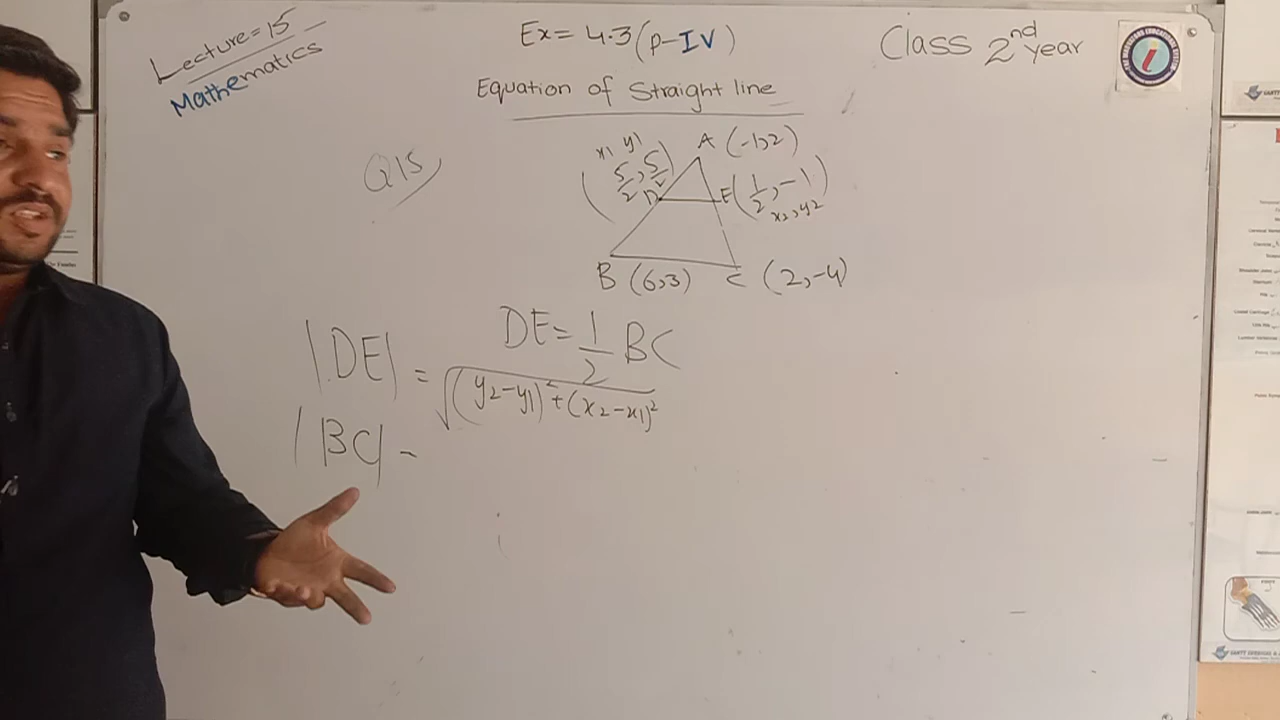 Lecture = 15
Mathematics
Ex = 4.3 (P-IV)
Class 2nd year
Equation of Straight line
Q15
x1 y1
A (-1,2)
(5/2, 5/2) D
E (1/2, -1)
x2, y2
B (6,3)
C (2,-4)
DE = 1/2 BC
|DE| = √(y2-y1)²+(x2-x1)²
|BC| -